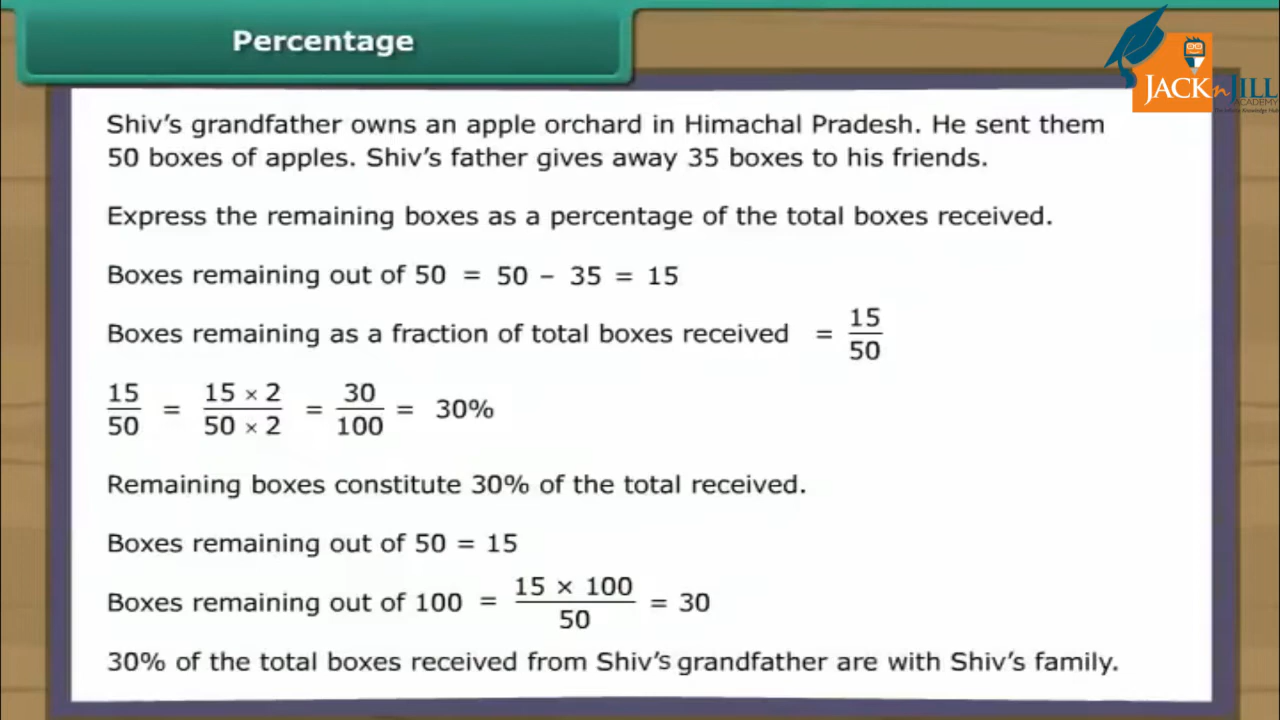 Percentage
JACK n JILL
ACADEMY
Shiv's grandfather owns an apple orchard in Himachal Pradesh. He sent them
50 boxes of apples. Shiv's father gives away 35 boxes to his friends.
Express the remaining boxes as a percentage of the total boxes received.
Boxes remaining out of 50 = 50 – 35 = 15
Boxes remaining as a fraction of total boxes received = 15/50
15/50 = 15 × 2/50 × 2 = 30/100 = 30%
Remaining boxes constitute 30% of the total received.
Boxes remaining out of 50 = 15
Boxes remaining out of 100 = 15 × 100/50 = 30
30% of the total boxes received from Shiv's grandfather are with Shiv's family.